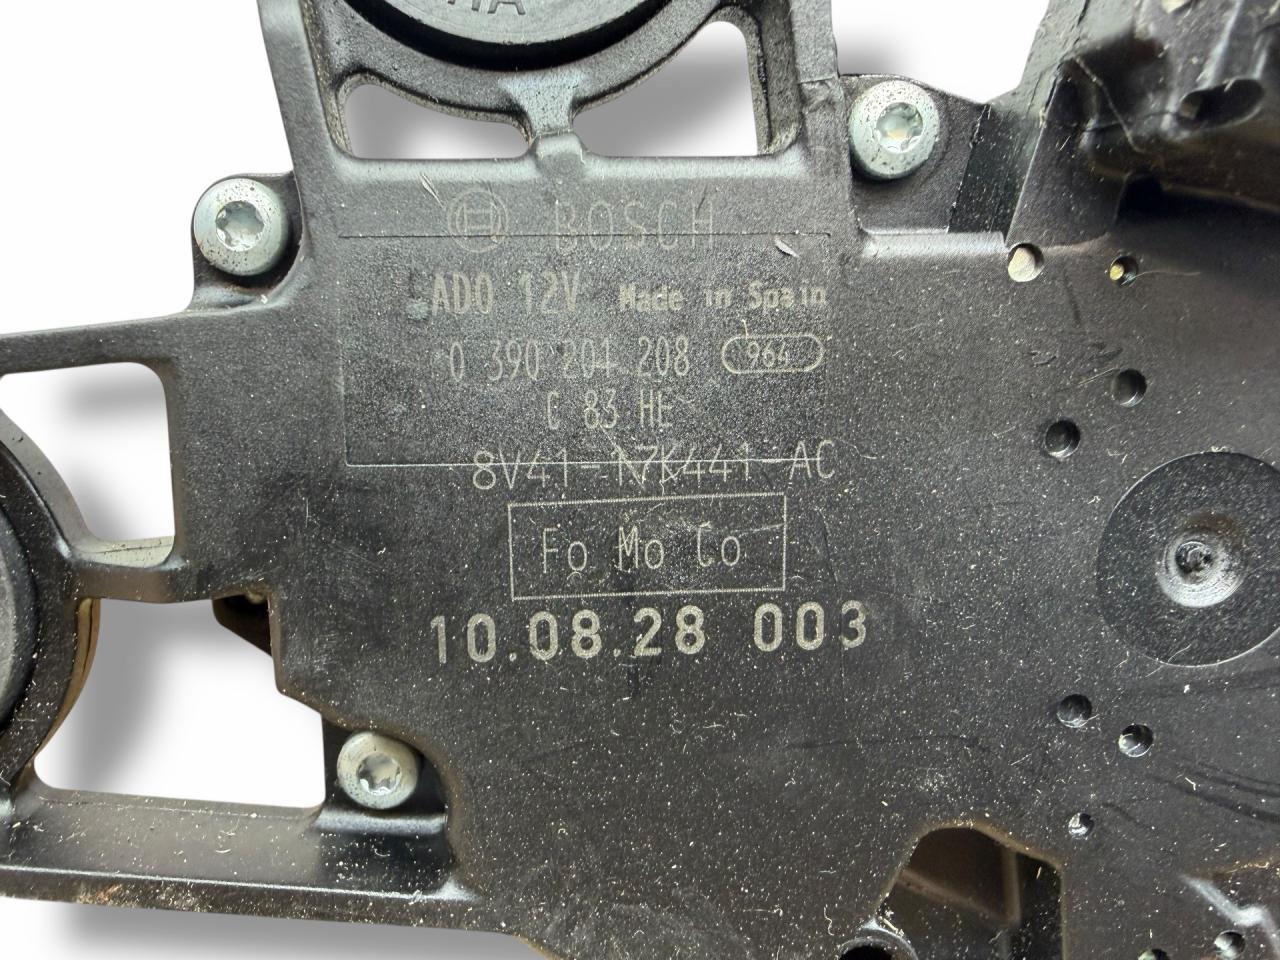 BOSCH
AD0 12V Made in Spain
0 390 201 208 964
C 83 HE
8V41-17K441-AC
Fo Mo Co
10.08.28 003